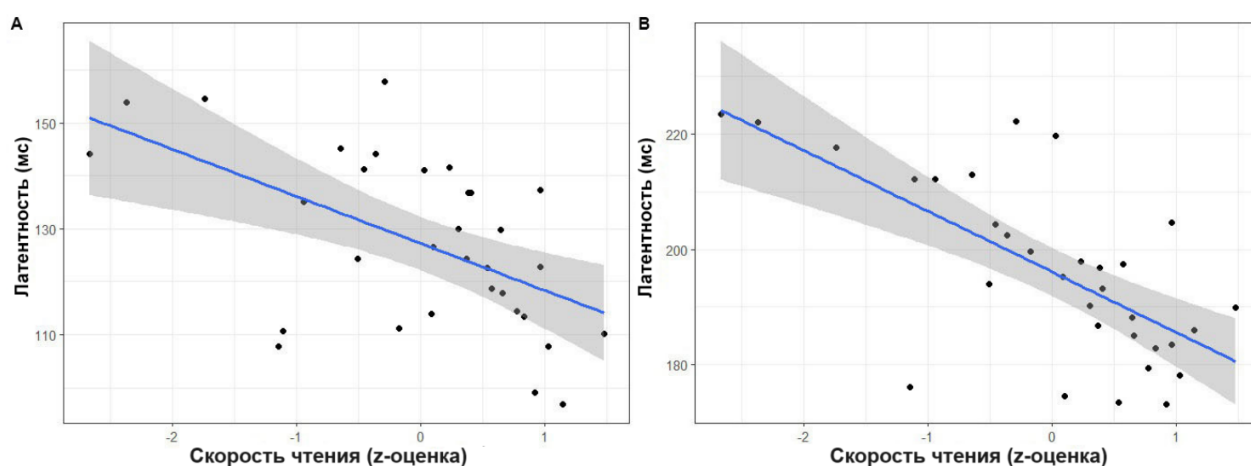 A
Латентность (мс)
150
130
110
-2
-1
0
1
Скорость чтения (z-оценка)
B
Латентность (мс)
220
200
180
-2
-1
0
1
Скорость чтения (z-оценка)